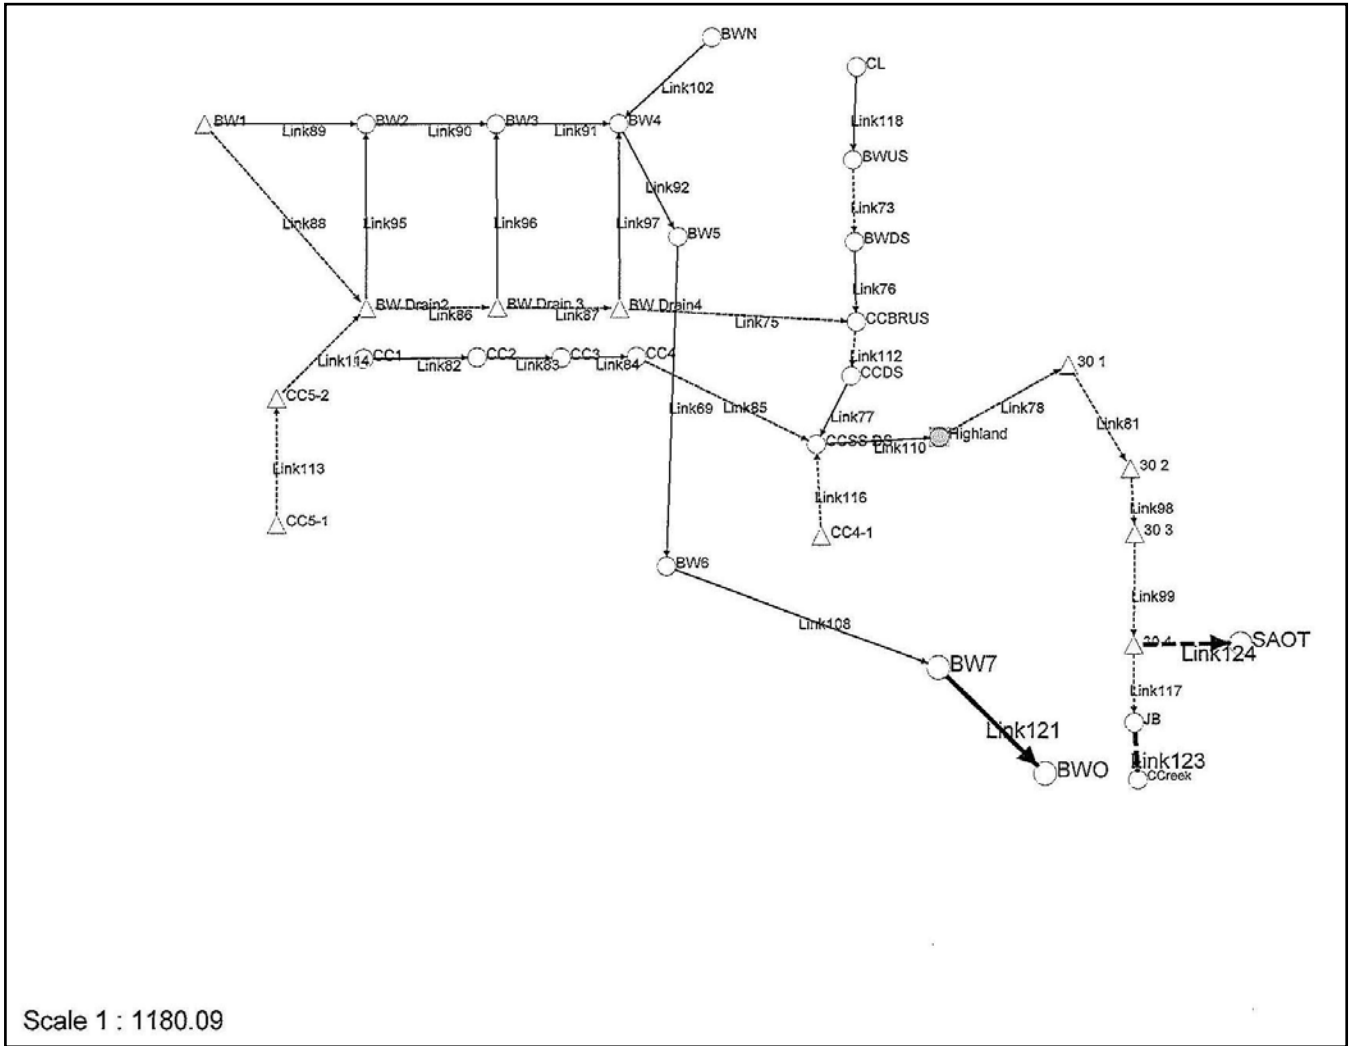 BWN
CL
Link102
Link118
BW1
Link89
BW2
Link90
BW3
Link91
BW4
BWUS
Link92
Link73
Link88
Link95
Link96
Link97
BW5
BWDS
Link76
BW Drain2
Link86
BW Drain 3
Link87
BW Drain4
Link75
CCBRUS
Link114
CC1
Link82
CC2
Link83
CC3
Link84
CC4
Link112
CCDS
30 1
CC5-2
Link69
Link85
Link77
Link78
Link81
CCSS DS
Link110
Highland
30 2
Link113
Link116
Link98
CC5-1
CC4-1
30 3
BW6
Link99
Link108
30 4
Link124
SAOT
BW7
Link117
JB
Link121
Link123
BWO
CCreek
Scale 1 : 1180.09